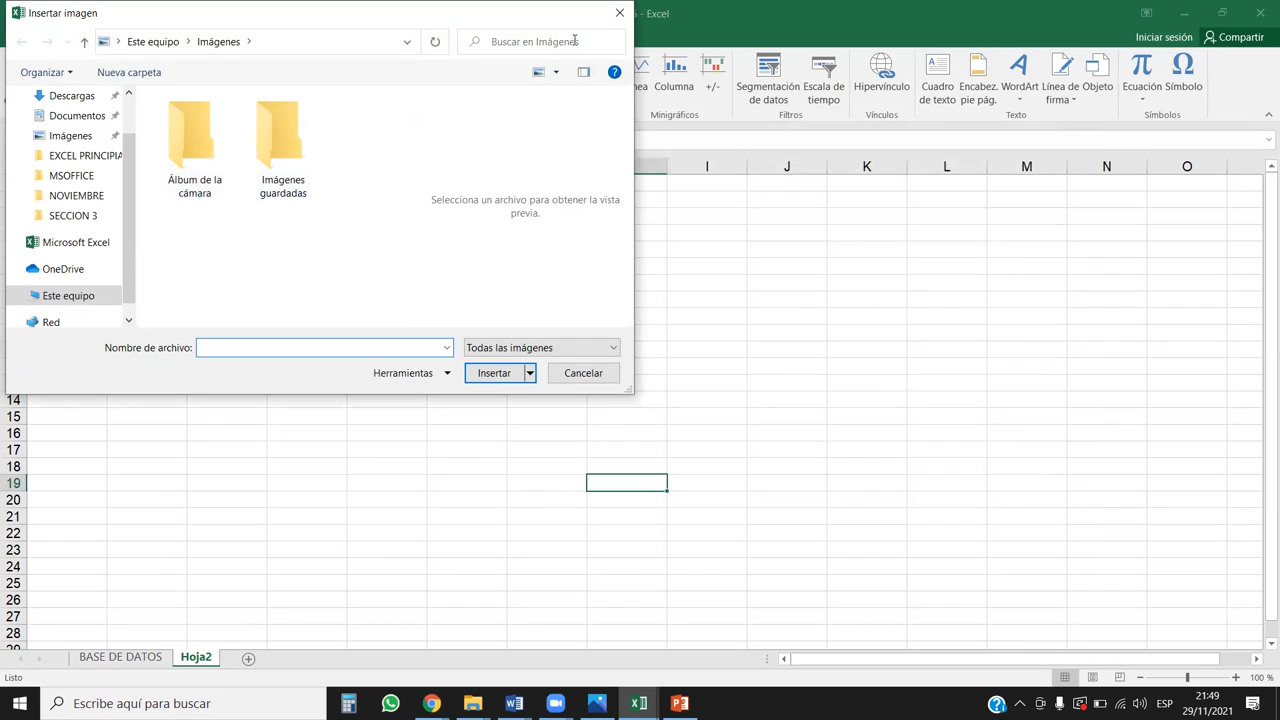 Insertar imagen
- Excel
Iniciar sesión
Compartir
Este equipo
Imágenes
Buscar en Imágenes
Organizar
Nueva carpeta
Descargas
Documentos
Imágenes
EXCEL PRINCIPIA
MSOFFICE
NOVIEMBRE
SECCION 3
Microsoft Excel
OneDrive
Este equipo
Red
Álbum de la
cámara
Imágenes
guardadas
Selecciona un archivo para obtener la vista
previa.
Nombre de archivo:
Todas las imágenes
Herramientas
Insertar
Cancelar
Columna
+/-
Minigráficos
Segmentación
de datos
Escala de
tiempo
Filtros
Hipervínculo
Vínculos
Cuadro
de texto
Encabez.
pie pág.
WordArt
Línea de
firma
Objeto
Texto
Ecuación
Símbolo
Símbolos
I J K L M N O
14
15
16
17
18
19
20
21
22
23
24
25
26
27
28
BASE DE DATOS
Hoja2
Listo
100 %
Escribe aquí para buscar
ESP
21:49
29/11/2021